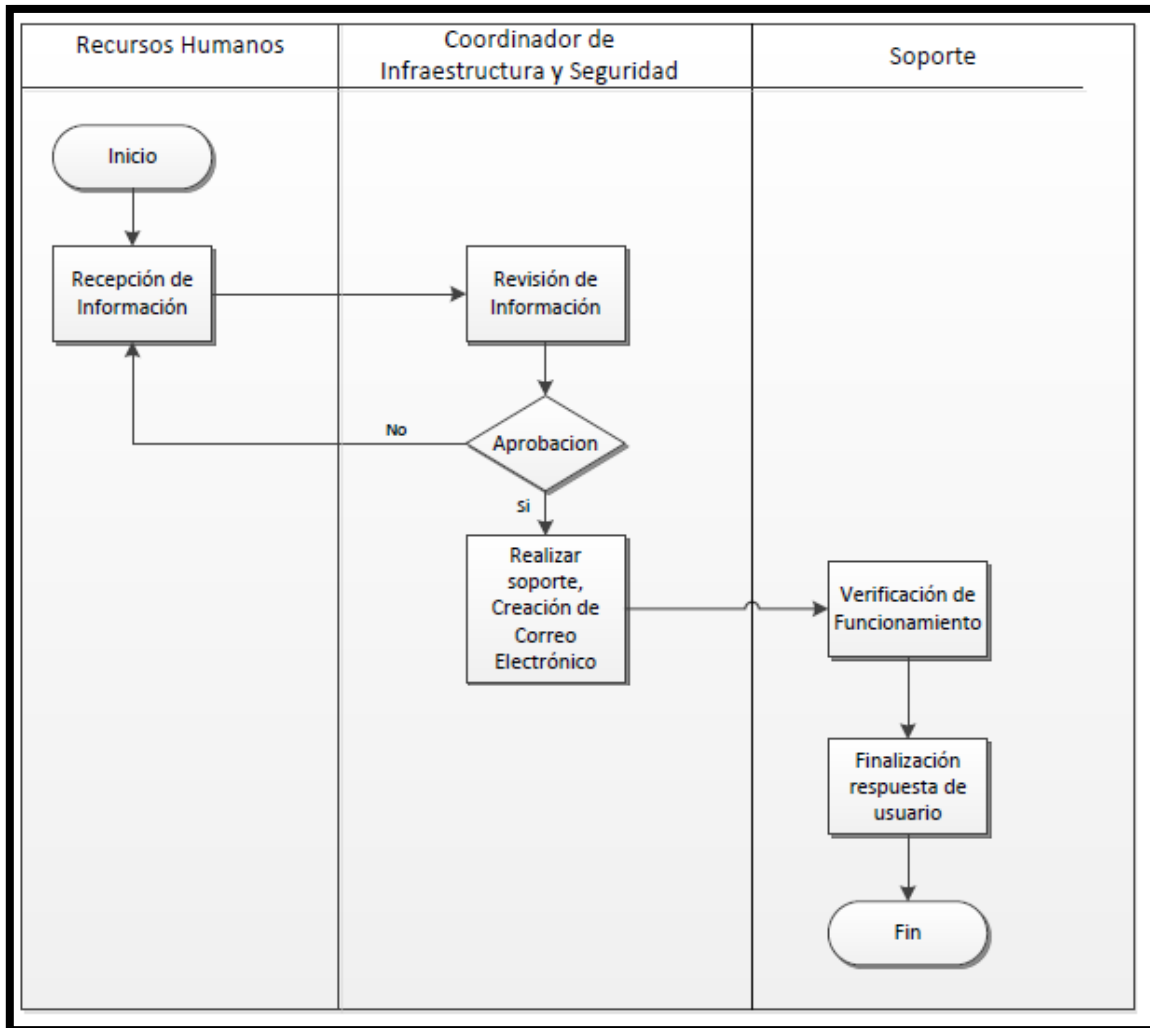 Recursos Humanos
Coordinador de
Infraestructura y Seguridad
Soporte
Inicio
Recepción de
Información
Revisión de
Información
Aprobacion
No
Si
Realizar
soporte,
Creación de
Correo
Electrónico
Verificación de
Funcionamiento
Finalización
respuesta de
usuario
Fin